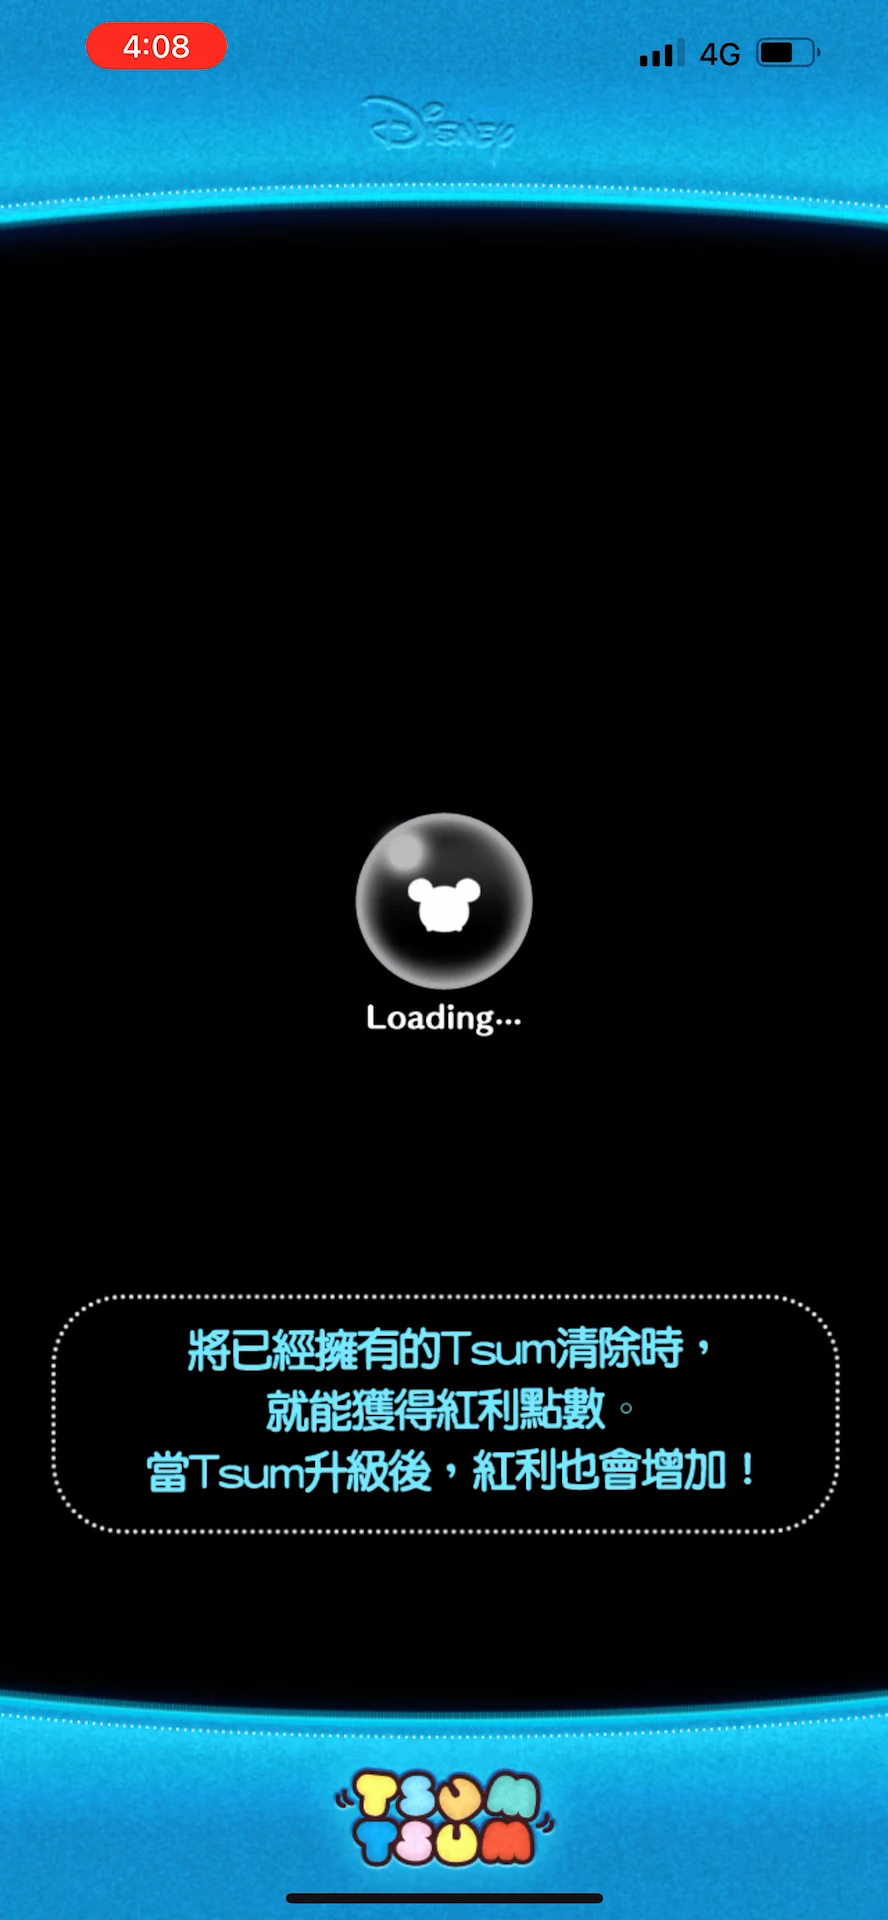 4:08
4G
Disney
Loading…
將已經擁有的Tsum清除時，
就能獲得紅利點數。
當Tsum升級後，紅利也會增加！
TSUM
TSUM